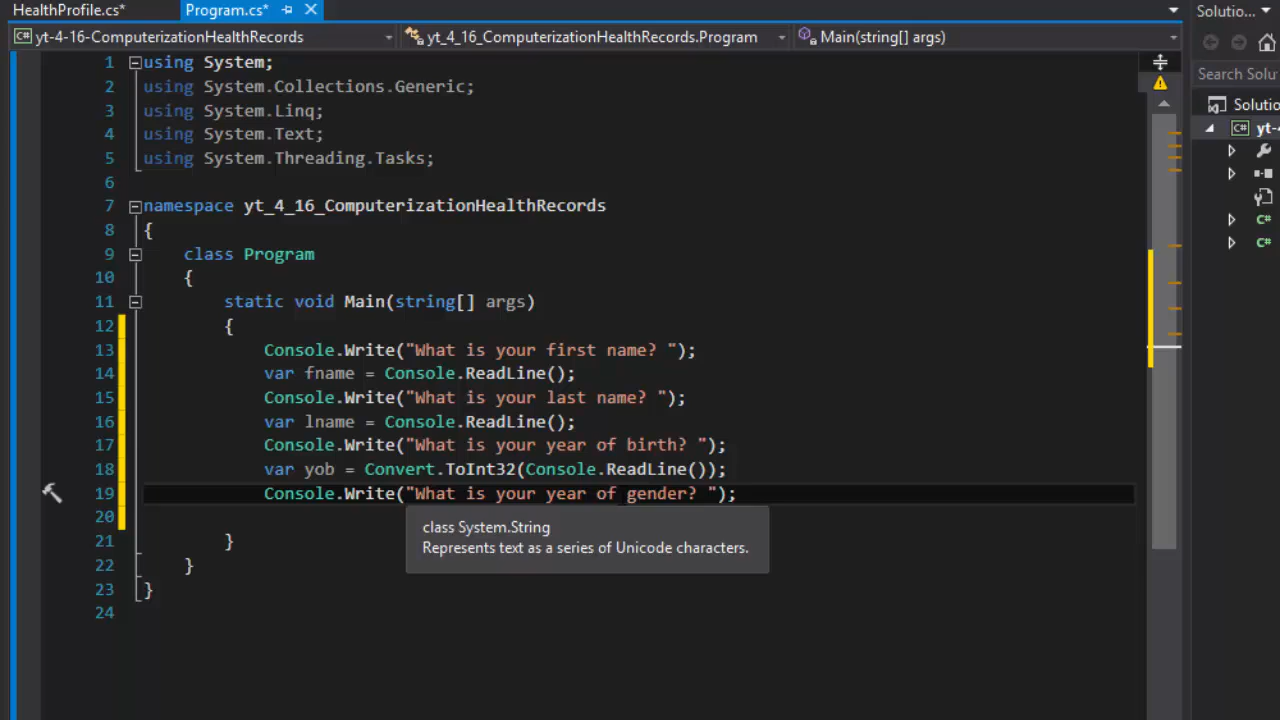 HealthProfile.cs* Program.cs* Solutio...
yt-4-16-ComputerizationHealthRecords yt_4_16_ComputerizationHealthRecords.Program Main(string[] args)
Search Solu
Solutio
yt-
1 using System;
2 using System.Collections.Generic;
3 using System.Linq;
4 using System.Text;
5 using System.Threading.Tasks;
6
7 namespace yt_4_16_ComputerizationHealthRecords
8 {
9 class Program
10 {
11 static void Main(string[] args)
12 {
13 Console.Write("What is your first name? ");
14 var fname = Console.ReadLine();
15 Console.Write("What is your last name? ");
16 var lname = Console.ReadLine();
17 Console.Write("What is your year of birth? ");
18 var yob = Convert.ToInt32(Console.ReadLine());
19 Console.Write("What is your year of gender? ");
20
class System.String
Represents text as a series of Unicode characters.
21 }
22 }
23 }
24